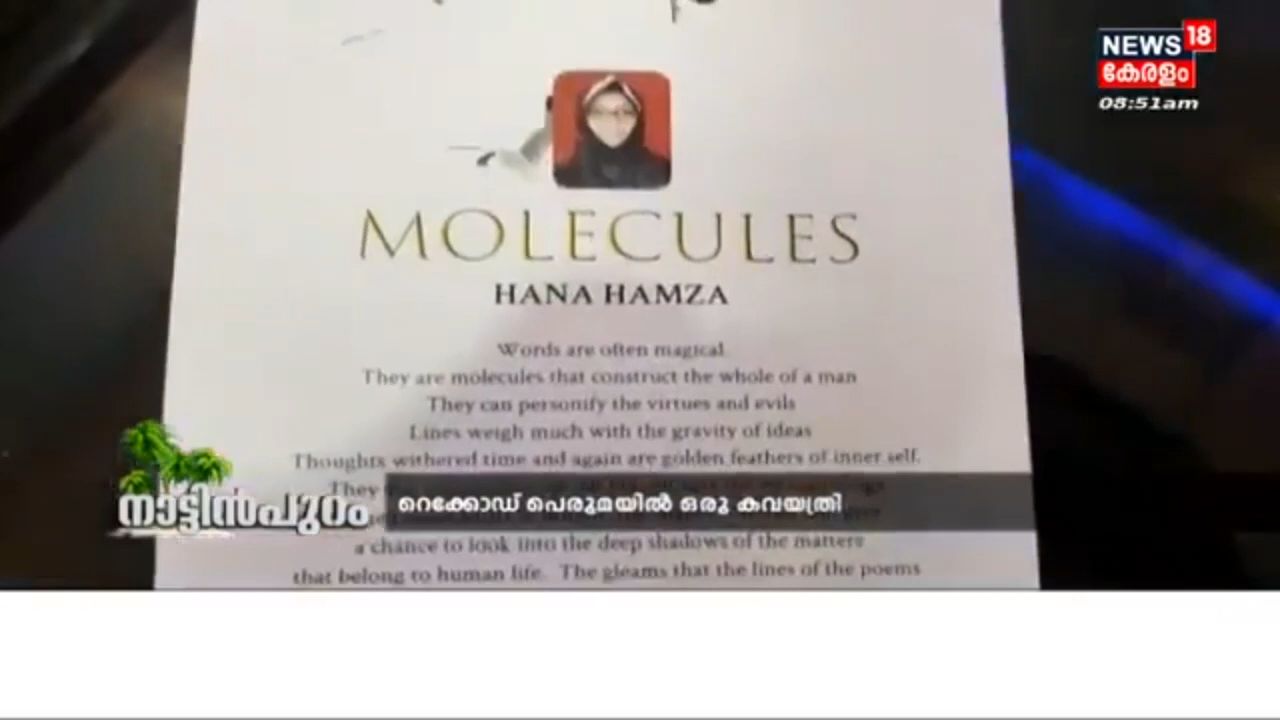 NEWS 18
കേരളം
08:51am
MOLECULES
HANA HAMZA
Words are often magical.
They are molecules that construct the whole of a man
They can personify the virtues and evils
Lines weigh much with the gravity of ideas
Thoughts withered time and again are golden feathers of inner self.
They
നാട്ടിൻപുറം
റെക്കോഡ് പെരുമയിൽ ഒരു കവയത്രി
a chance to look into the deep shadows of the matters
that belong to human life. The gleams that the lines of the poems